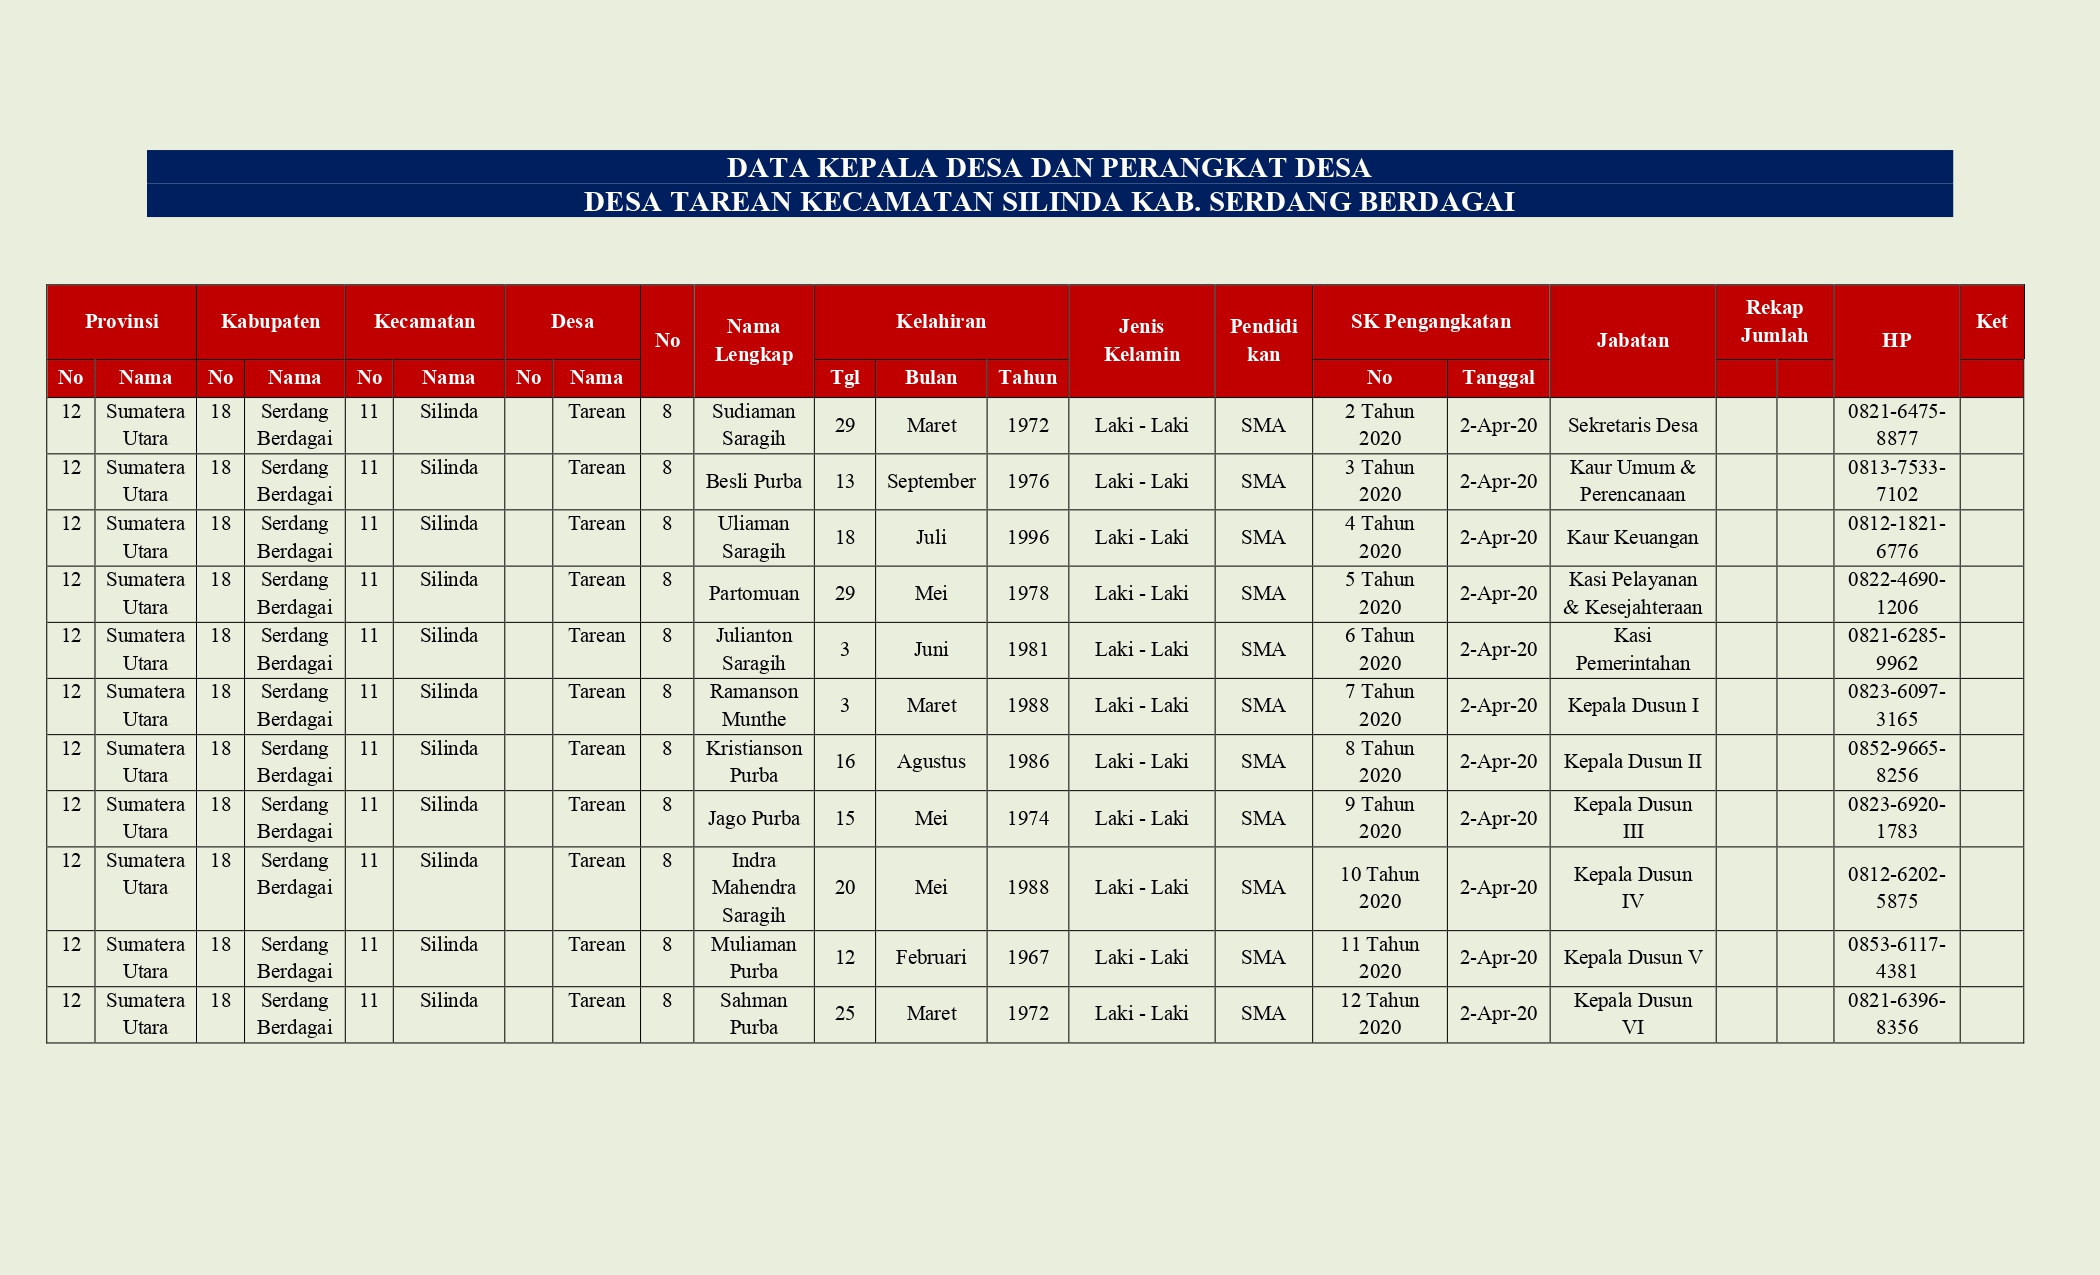 DATA KEPALA DESA DAN PERANGKAT DESA
DESA TAREAN KECAMATAN SILINDA KAB. SERDANG BERDAGAI
Provinsi Kabupaten Kecamatan Desa No Nama Lengkap Kelahiran Jenis Kelamin Pendidi kan SK Pengangkatan Jabatan Rekap Jumlah HP Ket
No Nama No Nama No Nama No Nama Tgl Bulan Tahun No Tanggal
12 Sumatera Utara 18 Serdang Berdagai 11 Silinda Tarean 8 Sudiaman Saragih 29 Maret 1972 Laki - Laki SMA 2 Tahun 2020 2-Apr-20 Sekretaris Desa 0821-6475-8877
12 Sumatera Utara 18 Serdang Berdagai 11 Silinda Tarean 8 Besli Purba 13 September 1976 Laki - Laki SMA 3 Tahun 2020 2-Apr-20 Kaur Umum & Perencanaan 0813-7533-7102
12 Sumatera Utara 18 Serdang Berdagai 11 Silinda Tarean 8 Uliaman Saragih 18 Juli 1996 Laki - Laki SMA 4 Tahun 2020 2-Apr-20 Kaur Keuangan 0812-1821-6776
12 Sumatera Utara 18 Serdang Berdagai 11 Silinda Tarean 8 Partomuan 29 Mei 1978 Laki - Laki SMA 5 Tahun 2020 2-Apr-20 Kasi Pelayanan & Kesejahteraan 0822-4690-1206
12 Sumatera Utara 18 Serdang Berdagai 11 Silinda Tarean 8 Julianton Saragih 3 Juni 1981 Laki - Laki SMA 6 Tahun 2020 2-Apr-20 Kasi Pemerintahan 0821-6285-9962
12 Sumatera Utara 18 Serdang Berdagai 11 Silinda Tarean 8 Ramanson Munthe 3 Maret 1988 Laki - Laki SMA 7 Tahun 2020 2-Apr-20 Kepala Dusun I 0823-6097-3165
12 Sumatera Utara 18 Serdang Berdagai 11 Silinda Tarean 8 Kristianson Purba 16 Agustus 1986 Laki - Laki SMA 8 Tahun 2020 2-Apr-20 Kepala Dusun II 0852-9665-8256
12 Sumatera Utara 18 Serdang Berdagai 11 Silinda Tarean 8 Jago Purba 15 Mei 1974 Laki - Laki SMA 9 Tahun 2020 2-Apr-20 Kepala Dusun III 0823-6920-1783
12 Sumatera Utara 18 Serdang Berdagai 11 Silinda Tarean 8 Indra Mahendra Saragih 20 Mei 1988 Laki - Laki SMA 10 Tahun 2020 2-Apr-20 Kepala Dusun IV 0812-6202-5875
12 Sumatera Utara 18 Serdang Berdagai 11 Silinda Tarean 8 Muliaman Purba 12 Februari 1967 Laki - Laki SMA 11 Tahun 2020 2-Apr-20 Kepala Dusun V 0853-6117-4381
12 Sumatera Utara 18 Serdang Berdagai 11 Silinda Tarean 8 Sahman Purba 25 Maret 1972 Laki - Laki SMA 12 Tahun 2020 2-Apr-20 Kepala Dusun VI 0821-6396-8356